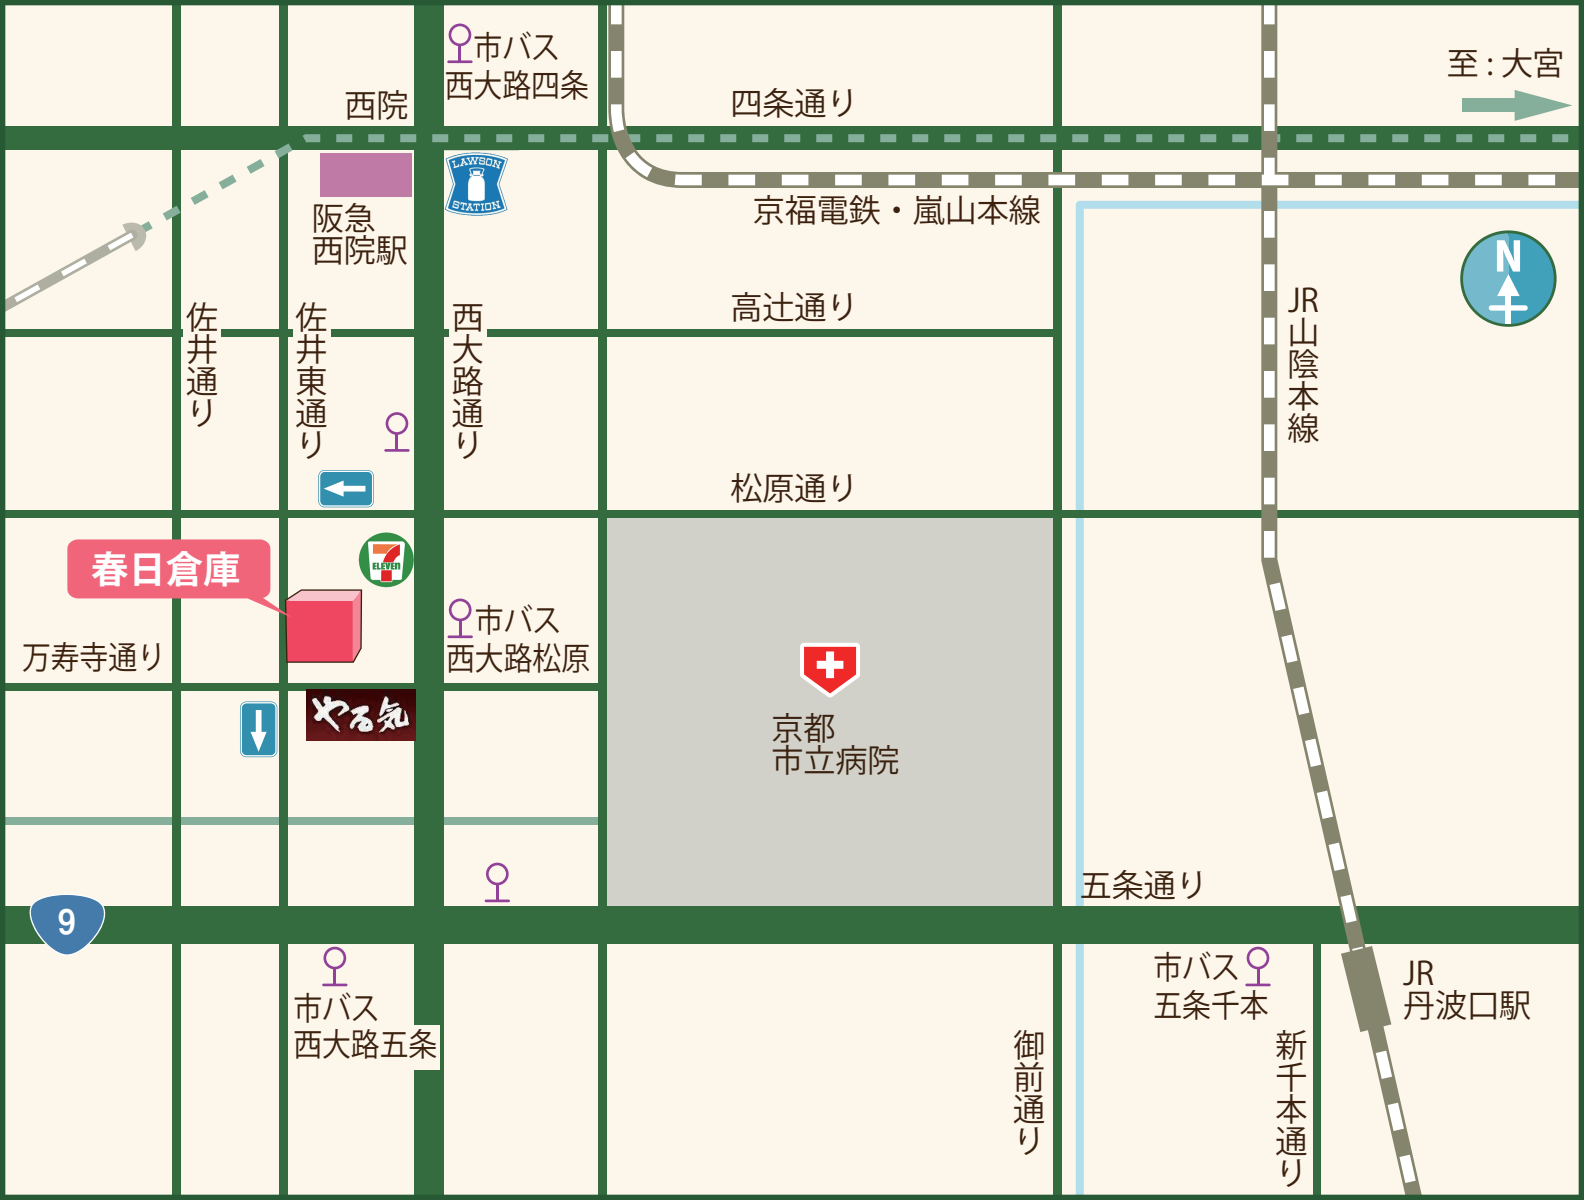 市バス
西大路四条
至:大宮
西院
四条通り
LAWSON
STATION
阪急
西院駅
京福電鉄・嵐山本線
N
佐井通り
佐井東通り
西大路通り
高辻通り
JR山陰本線
松原通り
春日倉庫
7
ELEVEn
市バス
西大路松原
万寿寺通り
やる気
京都
市立病院
五条通り
9
市バス
西大路五条
市バス
五条千本
JR
丹波口駅
御前通り
新千本通り